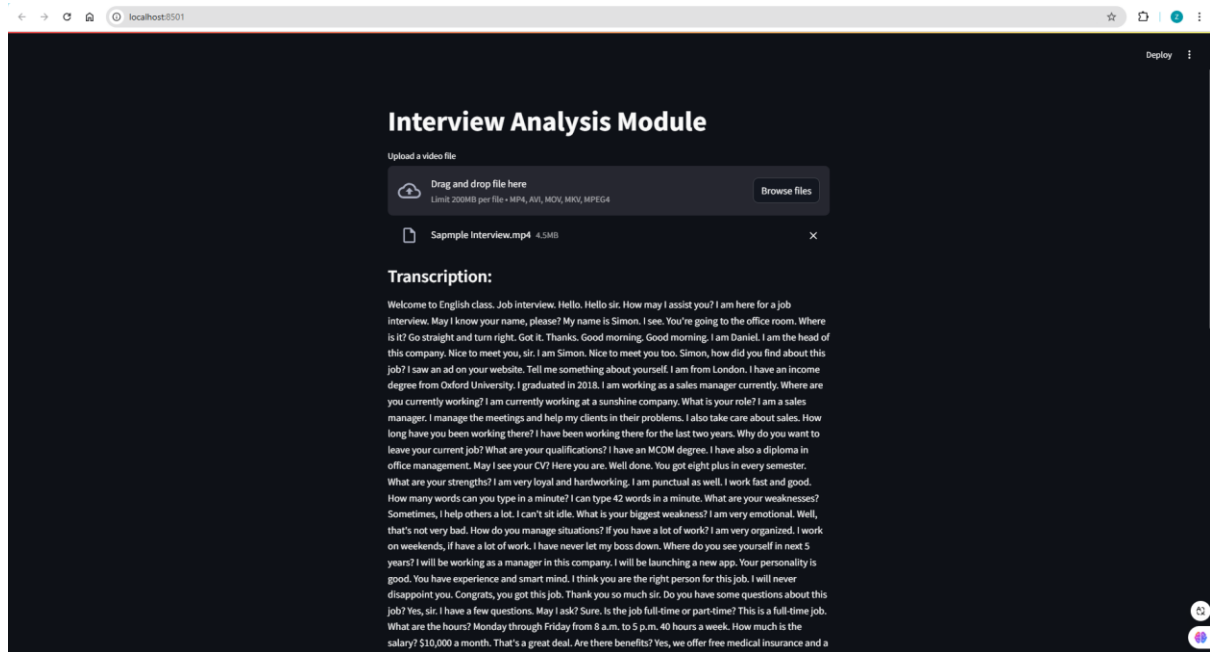 localhost:8501
Deploy
Interview Analysis Module
Upload a video file
Drag and drop file here
Limit 200MB per file • MP4, AVI, MOV, MKV, MPEG4
Browse files
Sapmple Interview.mp4 4.5MB
Transcription:
Welcome to English class. Job interview. Hello. Hello sir. How may I assist you? I am here for a job
interview. May I know your name, please? My name is Simon. I see. You're going to the office room. Where
is it? Go straight and turn right. Got it. Thanks. Good morning. Good morning. I am Daniel. I am the head of
this company. Nice to meet you, sir. I am Simon. Nice to meet you too. Simon, how did you find about this
job? I saw an ad on your website. Tell me something about yourself. I am from London. I have an income
degree from Oxford University. I graduated in 2018. I am working as a sales manager currently. Where are
you currently working? I am currently working at a sunshine company. What is your role? I am a sales
manager. I manage the meetings and help my clients in their problems. I also take care about sales. How
long have you been working there? I have been working there for the last two years. Why do you want to
leave your current job? What are your qualifications? I have an MCOM degree. I have also a diploma in
office management. May I see your CV? Here you are. Well done. You got eight plus in every semester.
What are your strengths? I am very loyal and hardworking. I am punctual as well. I work fast and good.
How many words can you type in a minute? I can type 42 words in a minute. What are your weaknesses?
Sometimes, I help others a lot. I can't sit idle. What is your biggest weakness? I am very emotional. Well,
that's not very bad. How do you manage situations? If you have a lot of work? I am very organized. I work
on weekends, if have a lot of work. I have never let my boss down. Where do you see yourself in next 5
years? I will be working as a manager in this company. I will be launching a new app. Your personality is
good. You have experience and smart mind. I think you are the right person for this job. I will never
disappoint you. Congrats, you got this job. Thank you so much sir. Do you have some questions about this
job? Yes, sir. I have a few questions. May I ask? Sure. Is the job full-time or part-time? This is a full-time job.
What are the hours? Monday through Friday from 8 a.m. to 5 p.m. 40 hours a week. How much is the
salary? $10,000 a month. That's a great deal. Are there benefits? Yes, we offer free medical insurance and a